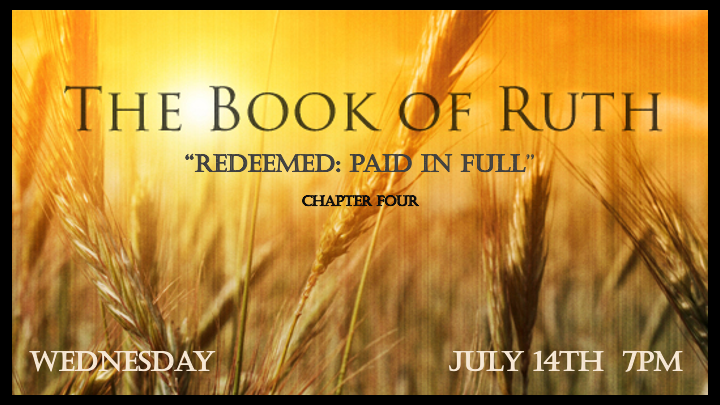 The Book of Ruth
“Redeemed: Paid in Full”
Chapter Four
Wednesday
July 14th 7pm